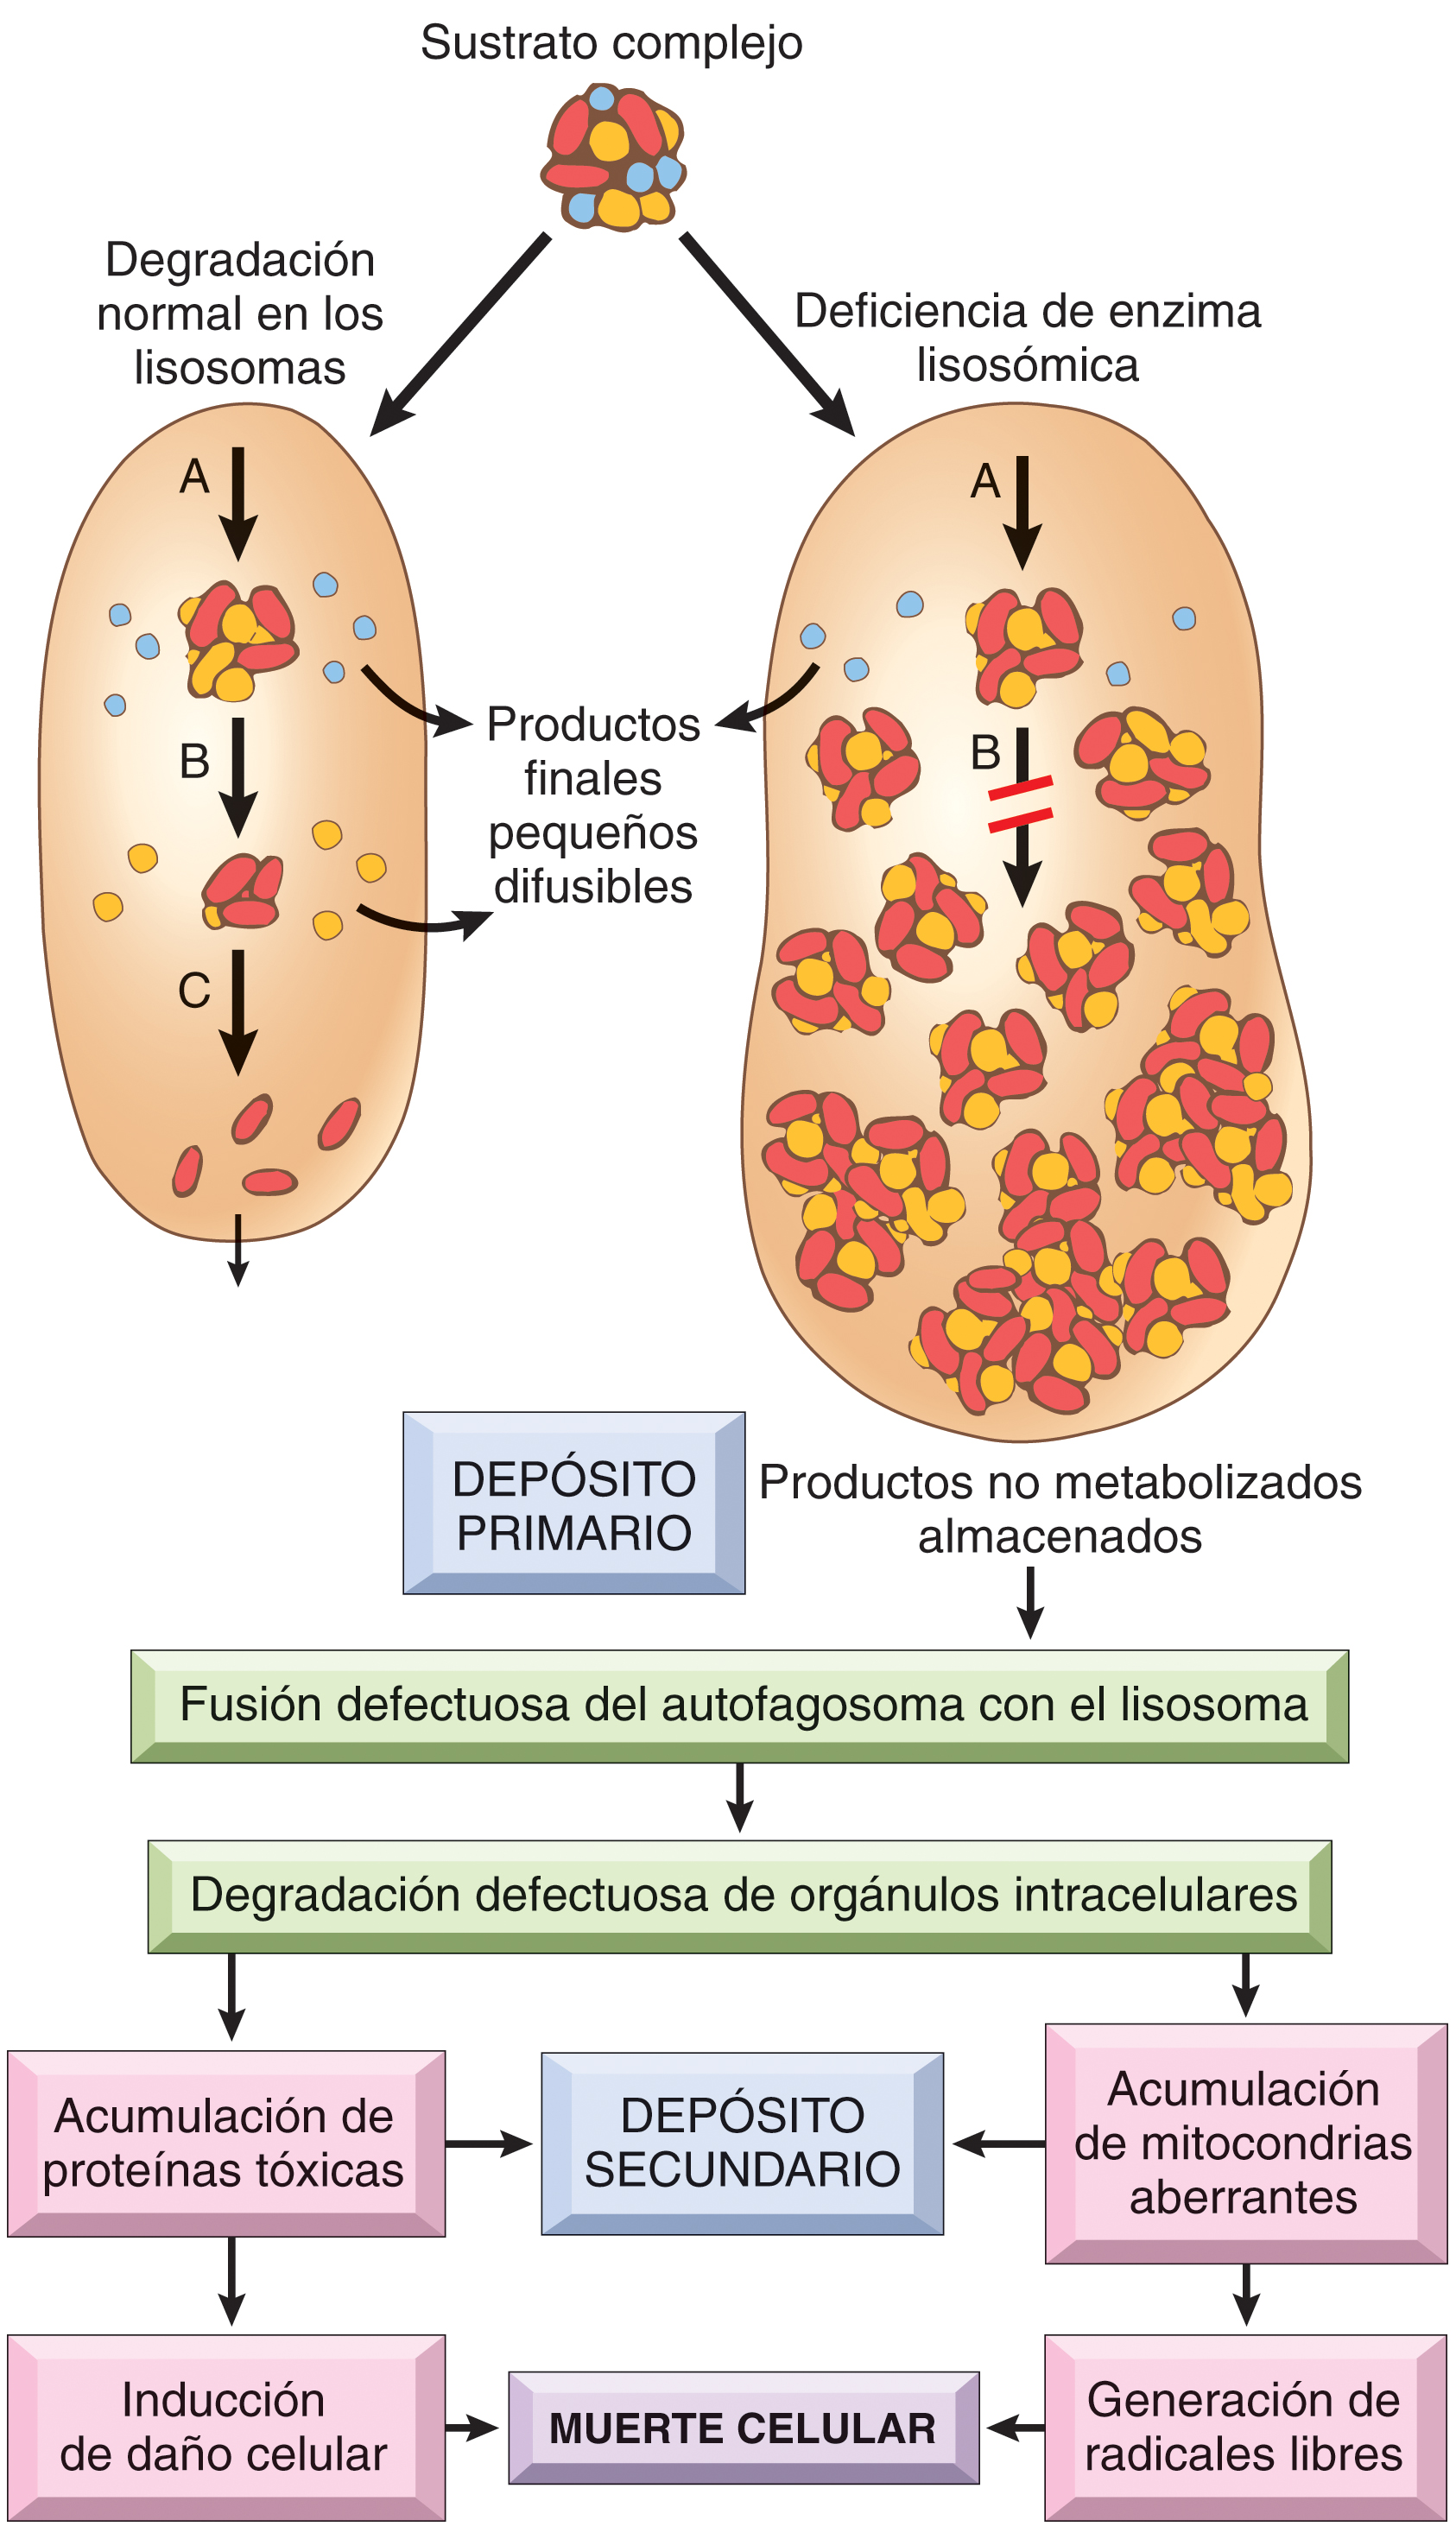 Sustrato complejo
Degradación
normal en los
lisosomas
Deficiencia de enzima
lisosómica
A
B
C
A
B
Productos
finales
pequeños
difusibles
DEPÓSITO
PRIMARIO
Productos no metabolizados
almacenados
Fusión defectuosa del autofagosoma con el lisosoma
Degradación defectuosa de orgánulos intracelulares
Acumulación de
proteínas tóxicas
DEPÓSITO
SECUNDARIO
Acumulación
de mitocondrias
aberrantes
Inducción
de daño celular
MUERTE CELULAR
Generación de
radicales libres